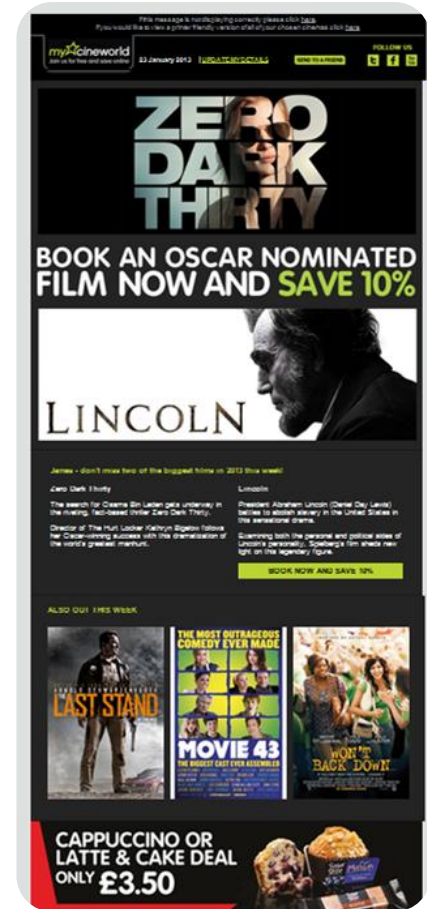 If this message is not displaying correctly please click here.
If you would like a view a printer friendly version of all of your chosen cinemas click here.
my cineworld
Join us for free and save online
23 January 2013 | UPDATE MY DETAILS
SEND TO A FRIEND
FOLLOW US
ZERO
DARK
THIRTY
BOOK AN OSCAR NOMINATED
FILM NOW AND SAVE 10%
LINCOLN
James - don't miss two of the biggest films in 2013 this week!
Zero Dark Thirty
The search for Osama Bin Laden gets underway in
the riveting, fact-based thriller Zero Dark Thirty.
Director of The Hurt Locker Kathryn Bigelow follows
her Oscar-winning success with this dramatisation of
the world's greatest manhunt.
Lincoln
President Abraham Lincoln (Daniel Day Lewis)
battles to abolish slavery in the United States in
this sensational drama.
Examining both the personal and political sides of
Lincoln's personality, Spielberg's film sheds new
light on this legendary figure.
BOOK NOW AND SAVE 10%
ALSO OUT THIS WEEK
ARNOLD SCHWARZENEGGER
LAST STAND
THE MOST OUTRAGEOUS
COMEDY EVER MADE
MOVIE 43
THE BIGGEST CAST EVER ASSEMBLED
WON'T
BACK DOWN
CAPPUCCINO OR
LATTE & CAKE DEAL
ONLY £3.50